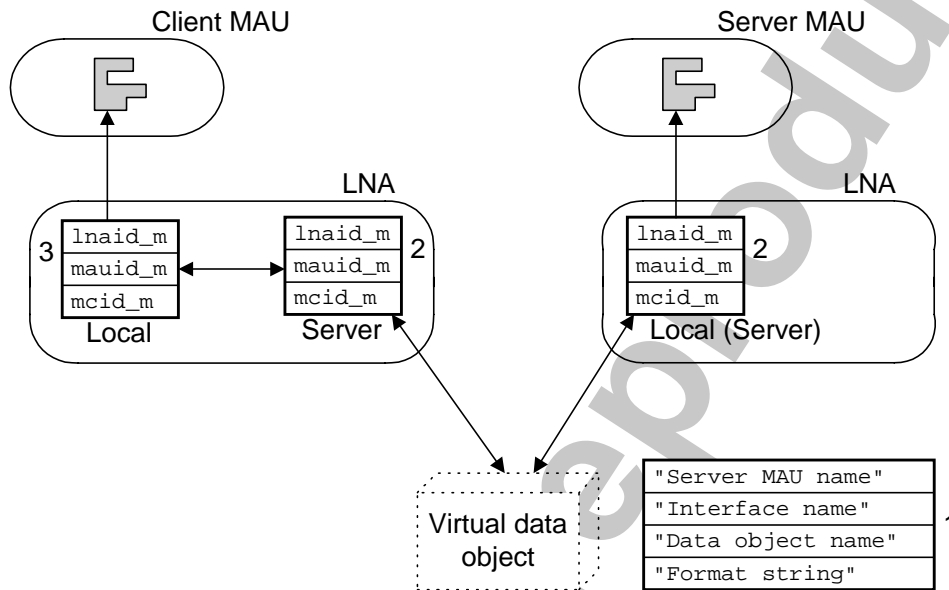 Client MAU
Server MAU
LNA
LNA
3
lnaid_m
mauid_m
mcid_m
Local
lnaid_m
mauid_m
mcid_m
2
Server
lnaid_m
mauid_m
mcid_m
2
Local (Server)
Virtual data
object
"Server MAU name"
"Interface name"
"Data object name"
"Format string"